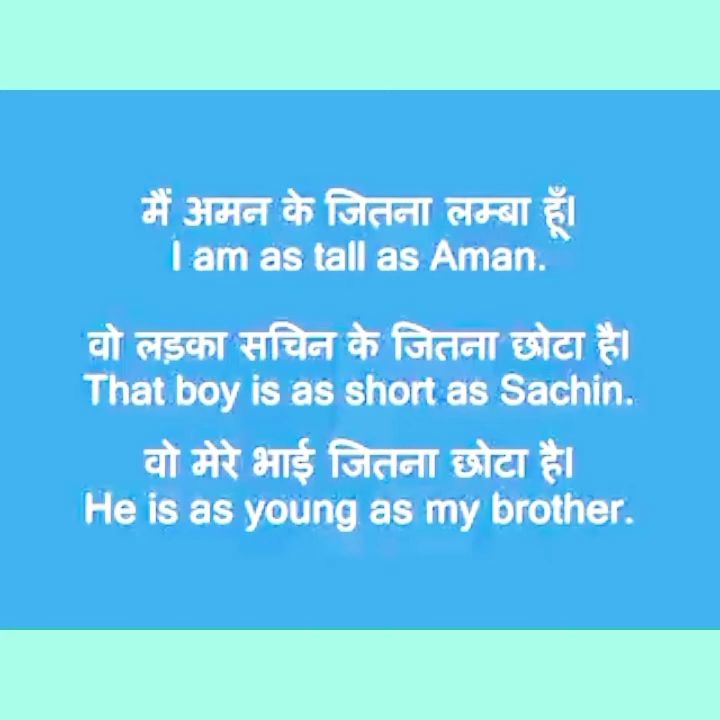 मैं अमन के जितना लम्बा हूँ।
I am as tall as Aman.
वो लड़का सचिन के जितना छोटा है।
That boy is as short as Sachin.
वो मेरे भाई जितना छोटा है।
He is as young as my brother.